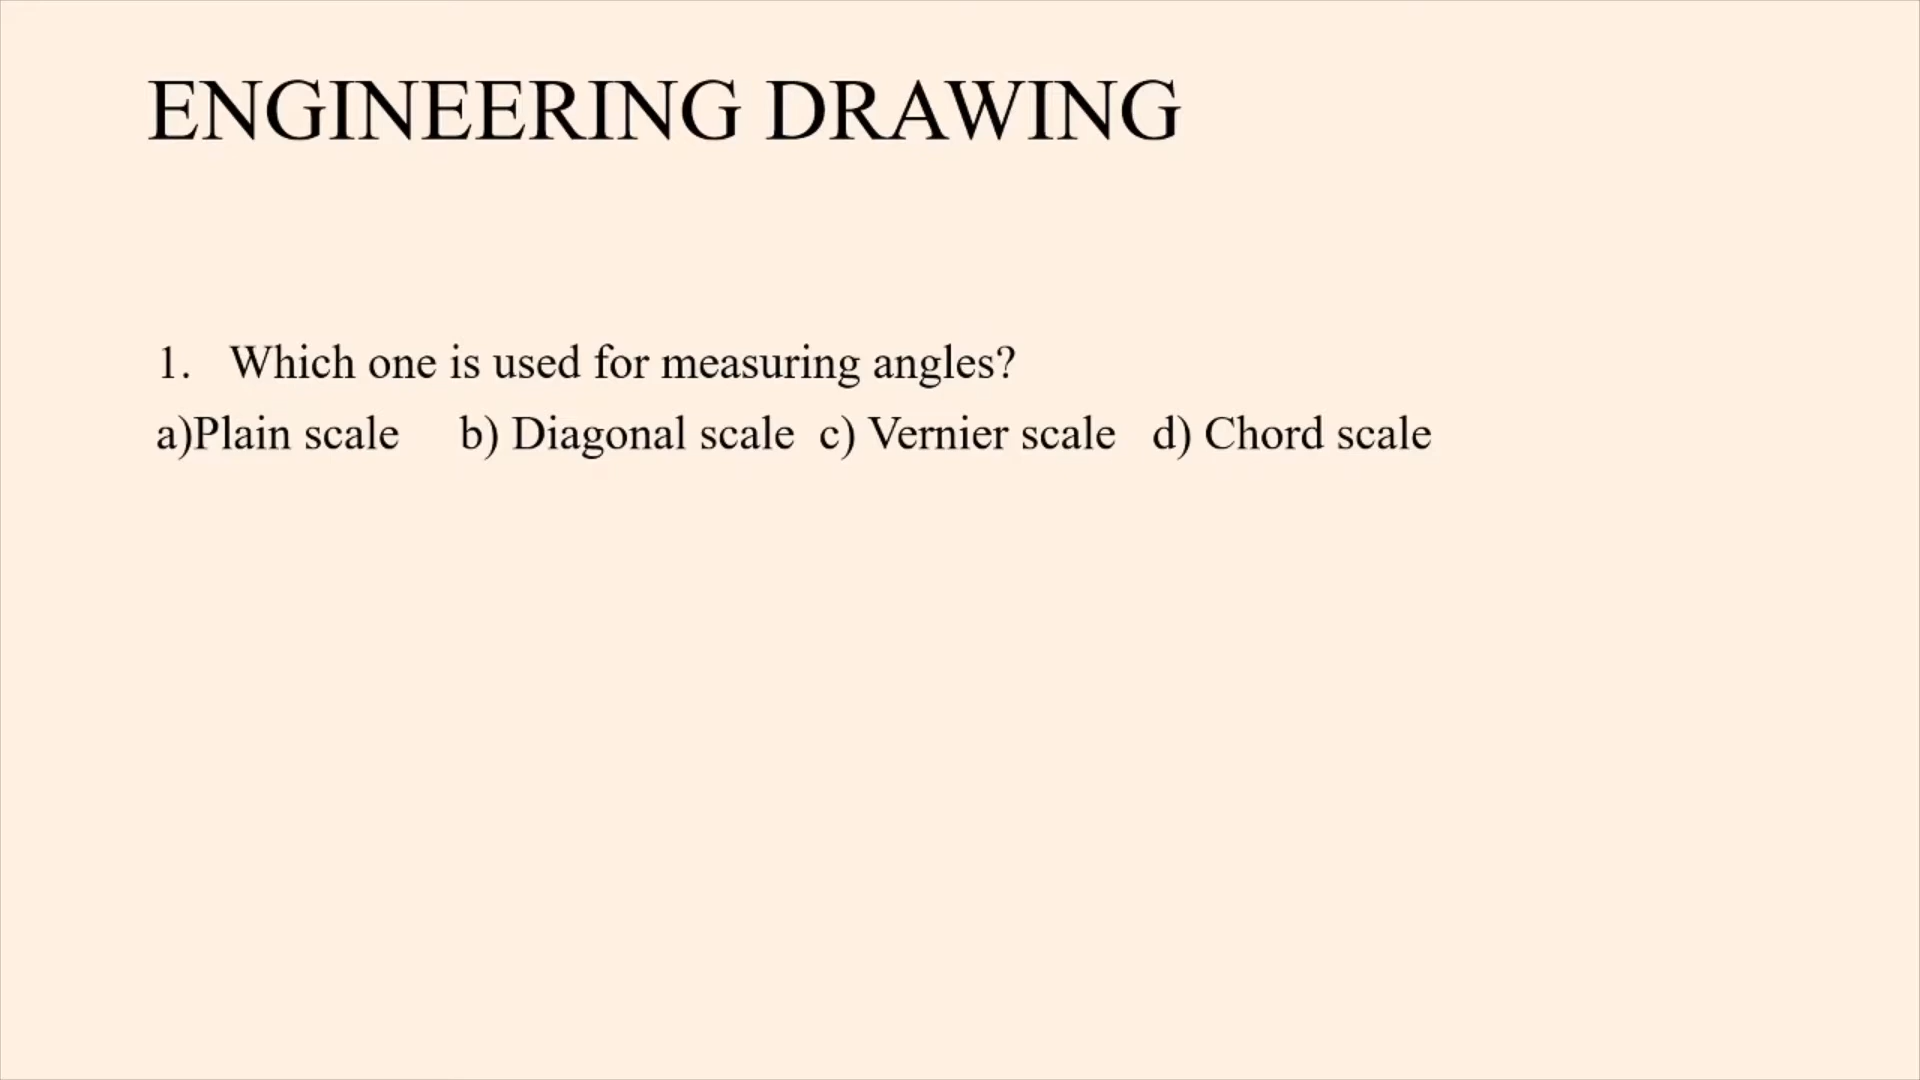 ENGINEERING DRAWING
1. Which one is used for measuring angles?
a)Plain scale b) Diagonal scale c) Vernier scale d) Chord scale